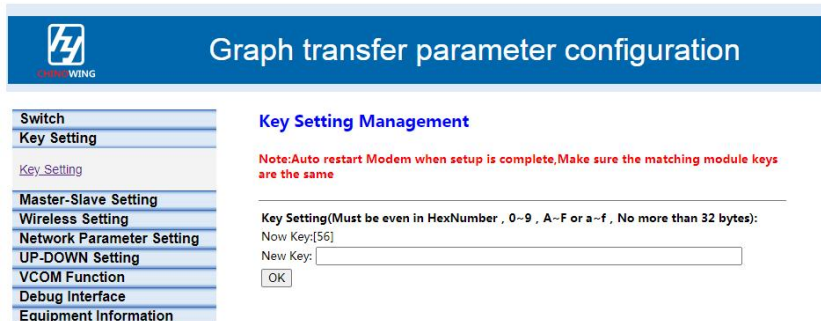 hy
CHINGWING
Graph transfer parameter configuration
Switch
Key Setting
Key Setting
Master-Slave Setting
Wireless Setting
Network Parameter Setting
UP-DOWN Setting
VCOM Function
Debug Interface
Equipment Information
Key Setting Management
Note:Auto restart Modem when setup is complete,Make sure the matching module keys
are the same
Key Setting(Must be even in HexNumber , 0~9 , A~F or a~f , No more than 32 bytes):
Now Key:[56]
New Key:
OK